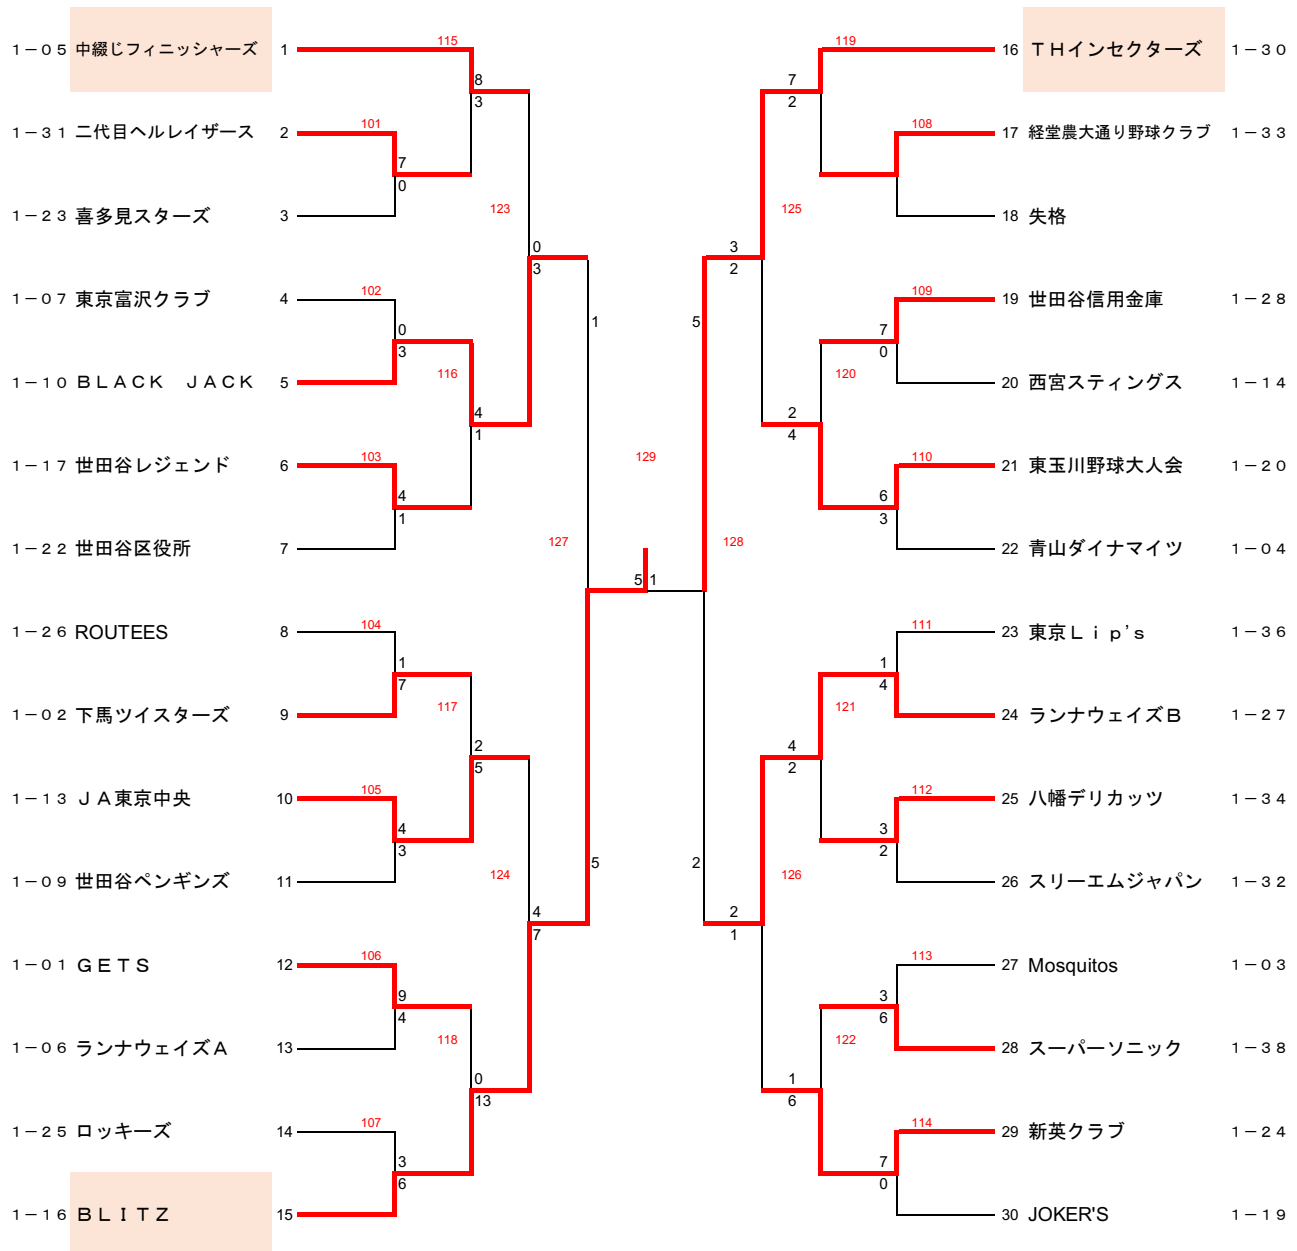 1－05 中綴じフィニッシャーズ 1 115 119 16 ＴＨインセクターズ 1－30
8 7
3 2
1－31 二代目ヘルレイザース 2 101 108 17 経堂農大通り野球クラブ 1－33
7
0
1－23 喜多見スターズ 3 123 125 18 失格
0 3
3 2
1－07 東京富沢クラブ 4 102 109 19 世田谷信用金庫 1－28
1 5
0 7
3 0
1－10 ＢＬＡＣＫ　ＪＡＣＫ 5 116 120 20 西宮スティングス 1－14
4 2
1 4
1－17 世田谷レジェンド 6 103 129 110 21 東玉川野球大人会 1－20
4 6
1 3
1－22 世田谷区役所 7 127 128 22 青山ダイナマイツ 1－04
5 1
1－26 ROUTEES 8 104 111 23 東京Ｌｉｐ’ｓ 1－36
1 1
7 4
1－02 下馬ツイスターズ 9 117 121 24 ランナウェイズＢ 1－27
2 4
5 2
1－13 ＪＡ東京中央 10 105 112 25 八幡デリカッツ 1－34
4 3
3 2
5 2
1－09 世田谷ペンギンズ 11 124 126 26 スリーエムジャパン 1－32
4 2
7 1
1－01 ＧＥＴＳ 12 106 113 27 Mosquitos 1－03
9 3
4 6
1－06 ランナウェイズＡ 13 118 122 28 スーパーソニック 1－38
0 1
13 6
1－25 ロッキーズ 14 107 114 29 新英クラブ 1－24
3 7
6 0
1－16 ＢＬＩＴＺ 15 30 JOKER'S 1－19